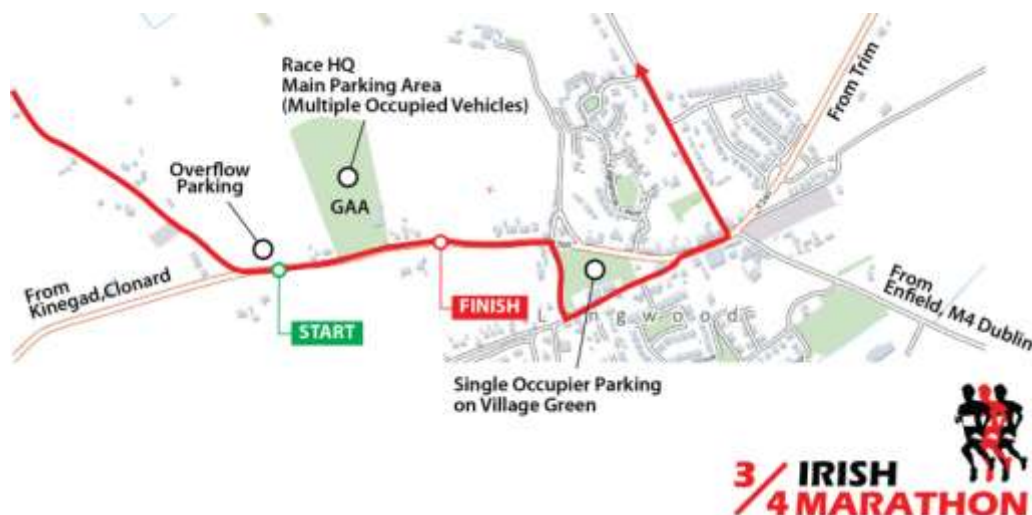 Race HQ
Main Parking Area
(Multiple Occupied Vehicles)
From Trim
Overflow
Parking
GAA
From
Kinegad,Clonard
From
Enfield, M4 Dublin
START
FINISH
L ngwood
Single Occupier Parking
on Village Green
3/4 IRISH
MARATHON